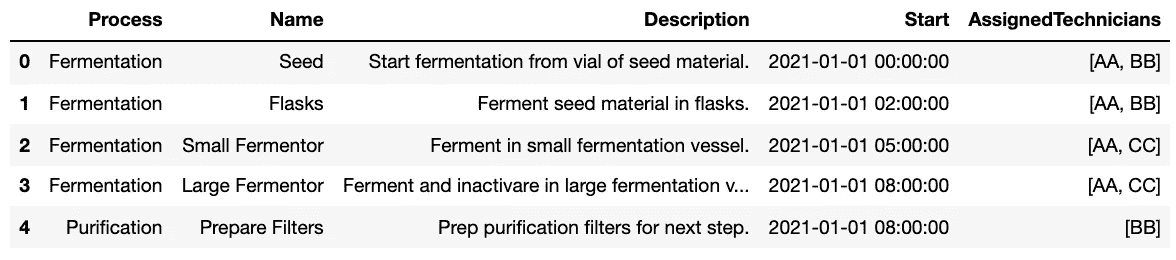 Process Name Description Start AssignedTechnicians
0 Fermentation Seed Start fermentation from vial of seed material. 2021-01-01 00:00:00 [AA, BB]
1 Fermentation Flasks Ferment seed material in flasks. 2021-01-01 02:00:00 [AA, BB]
2 Fermentation Small Fermentor Ferment in small fermentation vessel. 2021-01-01 05:00:00 [AA, CC]
3 Fermentation Large Fermentor Ferment and inactivare in large fermentation v... 2021-01-01 08:00:00 [AA, CC]
4 Purification Prepare Filters Prep purification filters for next step. 2021-01-01 08:00:00 [BB]